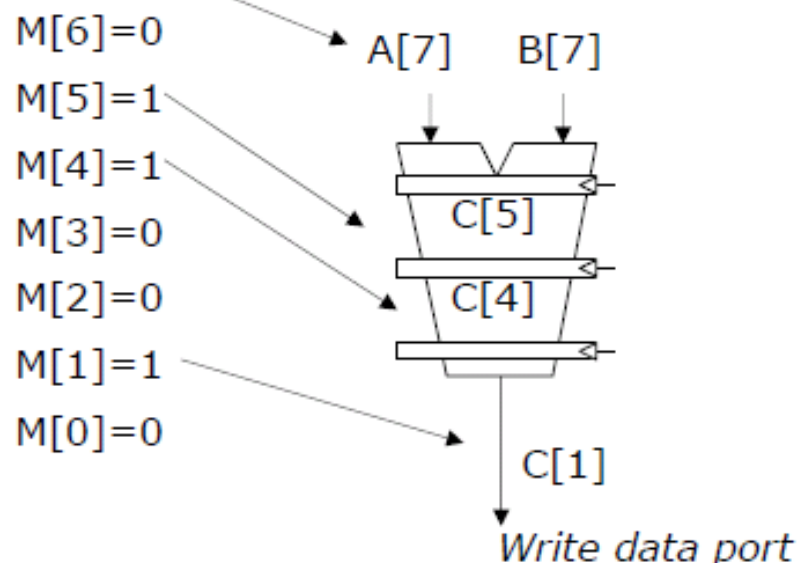 M[6]=0
A[7] B[7]
M[5]=1
M[4]=1
C[5]
M[3]=0
M[2]=0
C[4]
M[1]=1
M[0]=0
C[1]
Write data port